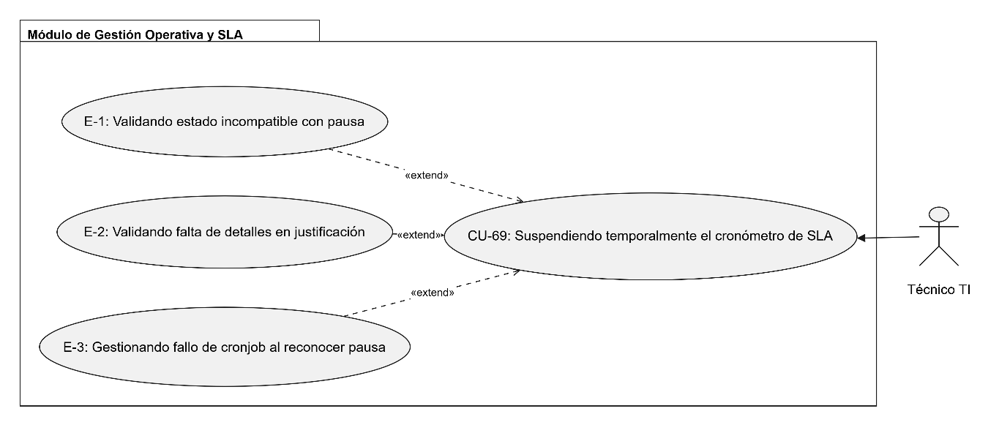 Módulo de Gestión Operativa y SLA
E-1: Validando estado incompatible con pausa
«extend»
E-2: Validando falta de detalles en justificación
«extend»
CU-69: Suspendiendo temporalmente el cronómetro de SLA
Técnico TI
«extend»
E-3: Gestionando fallo de cronjob al reconocer pausa